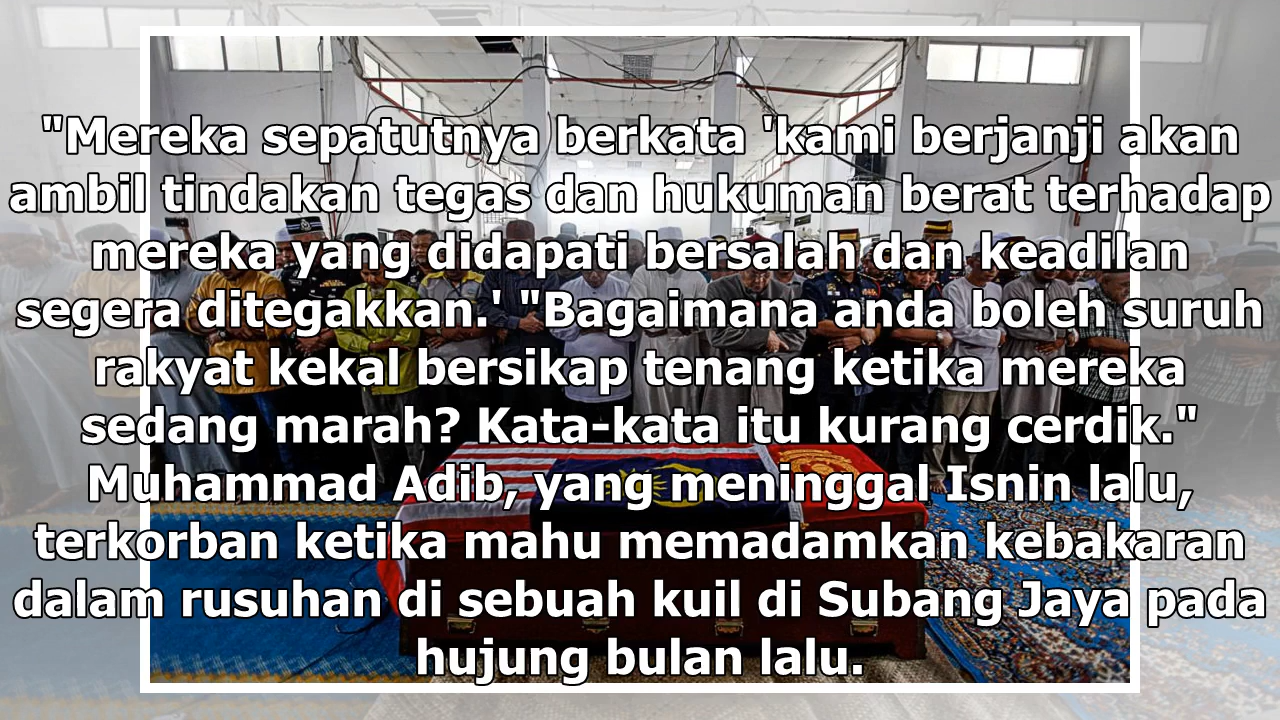 "Mereka sepatutnya berkata 'kami berjanji akan
ambil tindakan tegas dan hukuman berat terhadap
mereka yang didapati bersalah dan keadilan
segera ditegakkan.' "Bagaimana anda boleh suruh
rakyat kekal bersikap tenang ketika mereka
sedang marah? Kata-kata itu kurang cerdik."
Muhammad Adib, yang meninggal Isnin lalu,
terkorban ketika mahu memadamkan kebakaran
dalam rusuhan di sebuah kuil di Subang Jaya pada
hujung bulan lalu.